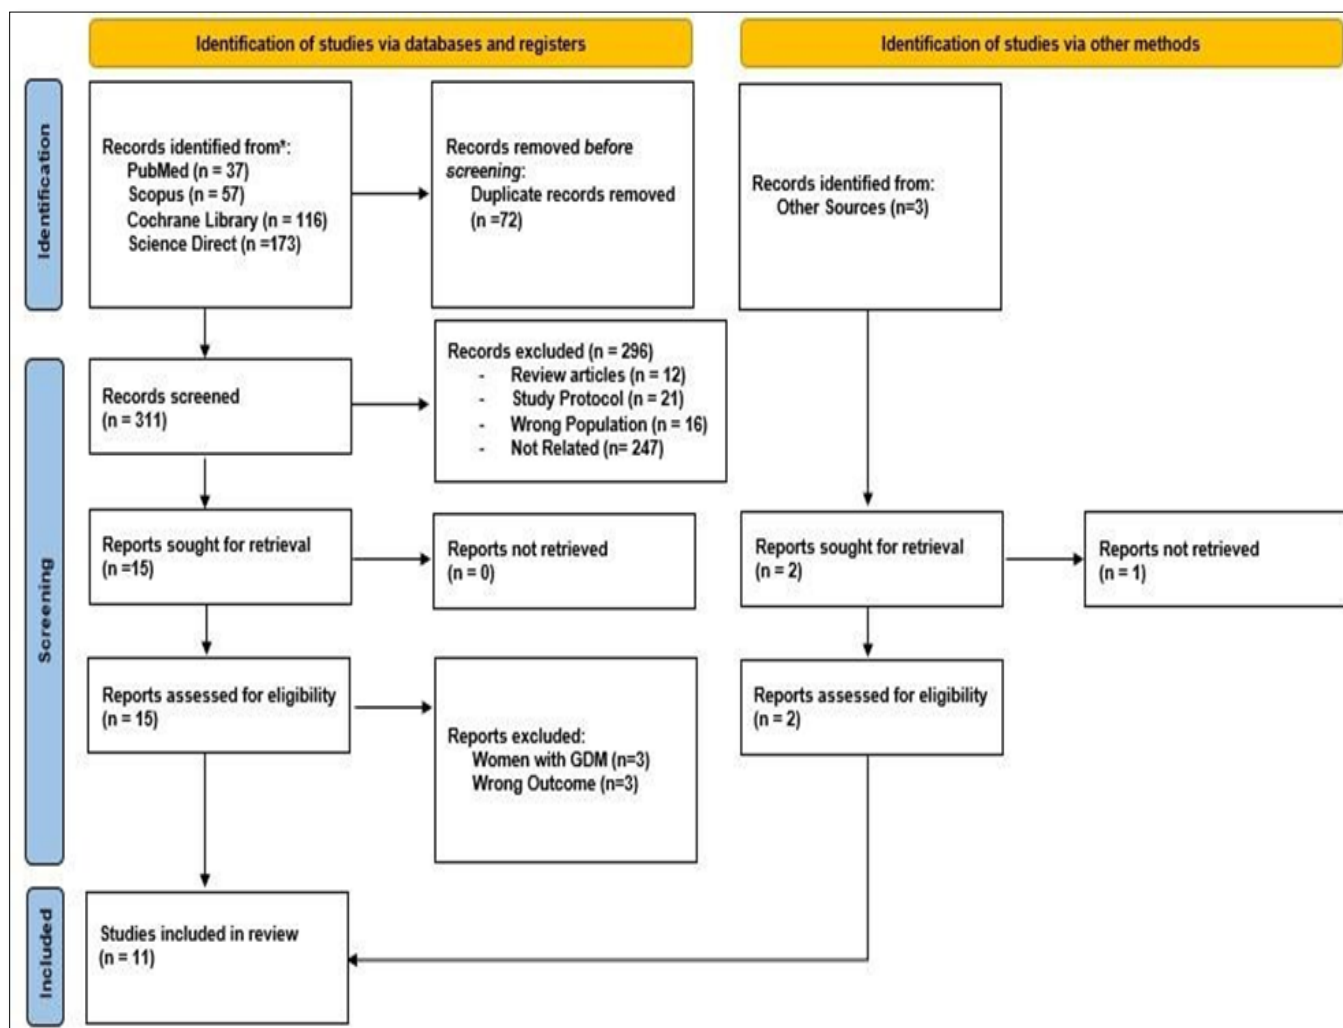 Identification of studies via databases and registers
Identification of studies via other methods
Identification
Records identified from*:
PubMed (n = 37)
Scopus (n = 57)
Cochrane Library (n = 116)
Science Direct (n =173)
Records removed before
screening:
Duplicate records removed
(n =72)
Records identified from:
Other Sources (n=3)
Screening
Records screened
(n = 311)
Records excluded (n = 296)
- Review articles (n = 12)
- Study Protocol (n = 21)
- Wrong Population (n = 16)
- Not Related (n= 247)
Reports sought for retrieval
(n =15)
Reports not retrieved
(n = 0)
Reports sought for retrieval
(n = 2)
Reports not retrieved
(n = 1)
Reports assessed for eligibility
(n = 15)
Reports excluded:
Women with GDM (n=3)
Wrong Outcome (n=3)
Reports assessed for eligibility
(n = 2)
Included
Studies included in review
(n = 11)